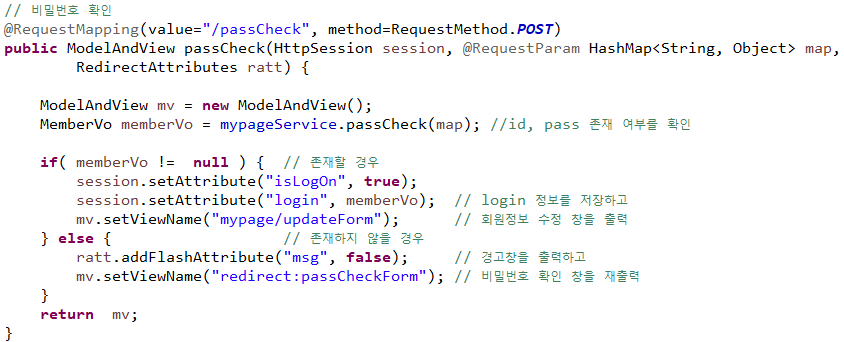 // 비밀번호 확인
@RequestMapping(value="/passCheck", method=RequestMethod.POST)
public ModelAndView passCheck(HttpSession session, @RequestParam HashMap<String, Object> map,
        RedirectAttributes ratt) {

    ModelAndView mv = new ModelAndView();
    MemberVo memberVo = mypageService.passCheck(map); //id, pass 존재 여부를 확인

    if( memberVo !=  null ) {  // 존재할 경우
        session.setAttribute("isLogOn", true);
        session.setAttribute("login", memberVo);  // login 정보를 저장하고
        mv.setViewName("mypage/updateForm");      // 회원정보 수정 창을 출력
    } else {                   // 존재하지 않을 경우
        ratt.addFlashAttribute("msg", false);     // 경고창을 출력하고
        mv.setViewName("redirect:passCheckForm"); // 비밀번호 확인 창을 재출력
    }
    return  mv;
}